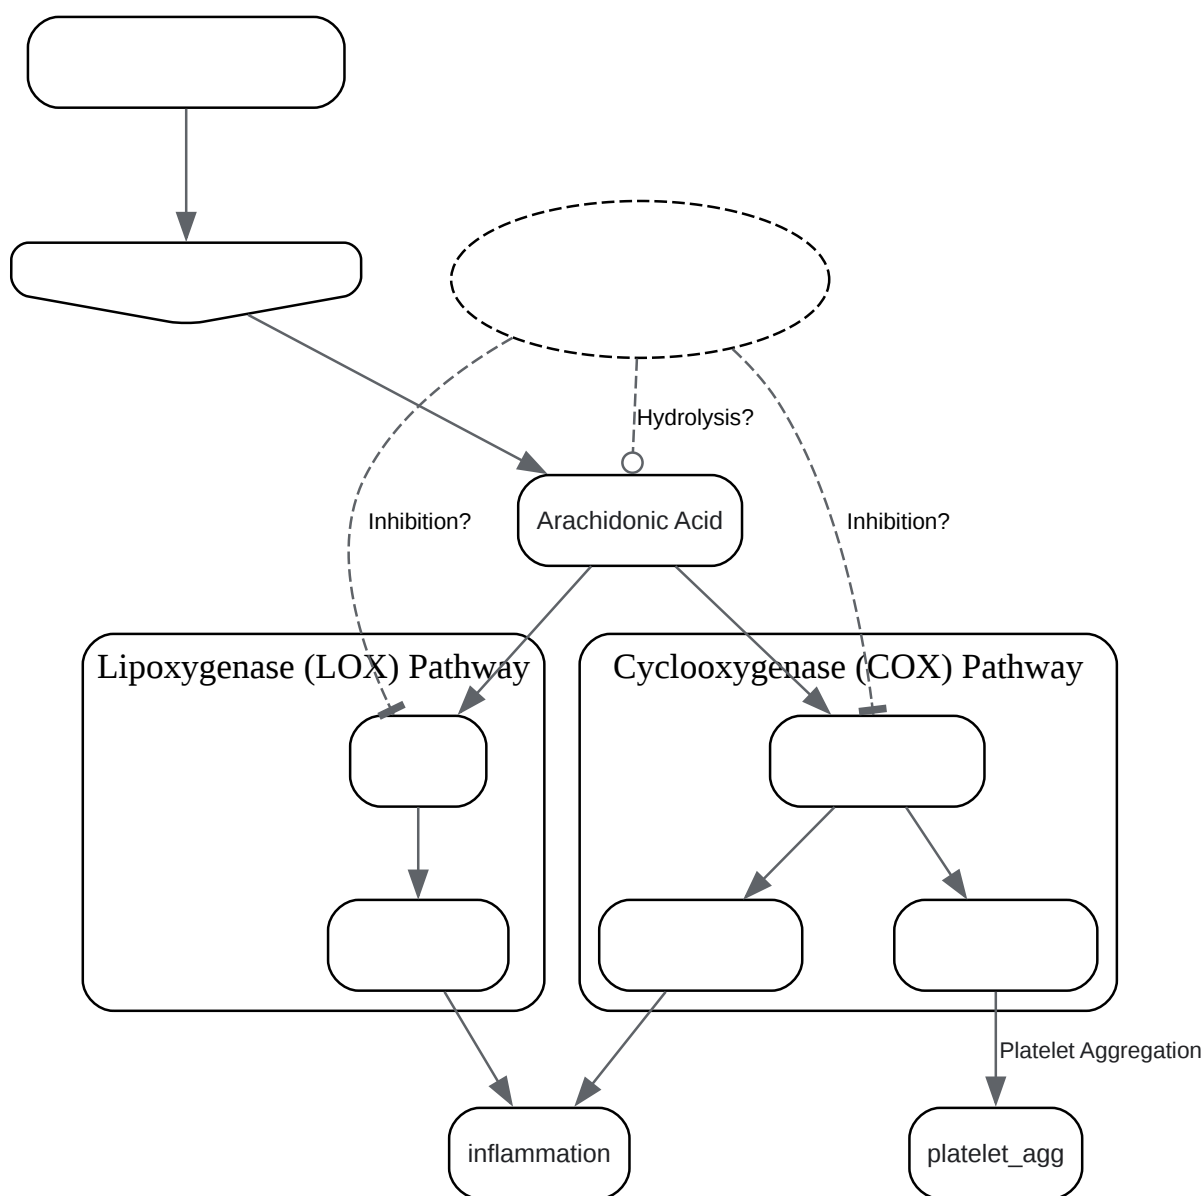 Hydrolysis?
Inhibition?
Arachidonic Acid
Inhibition?
Lipoxygenase (LOX) Pathway
Cyclooxygenase (COX) Pathway
Platelet Aggregation
inflammation
platelet_agg